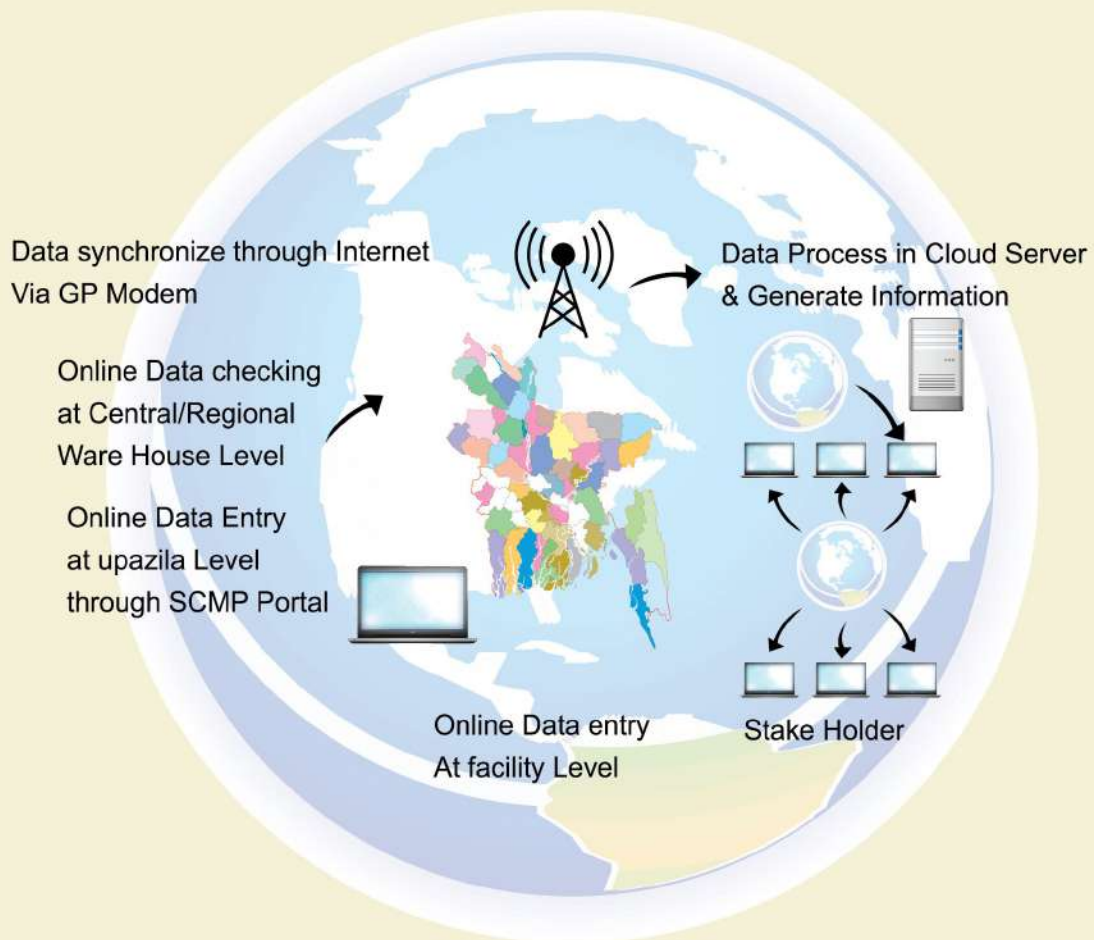 Data synchronize through Internet
Via GP Modem
Data Process in Cloud Server
& Generate Information
Online Data checking
at Central/Regional
Ware House Level
Online Data Entry
at upazila Level
through SCMP Portal
Online Data entry
At facility Level
Stake Holder